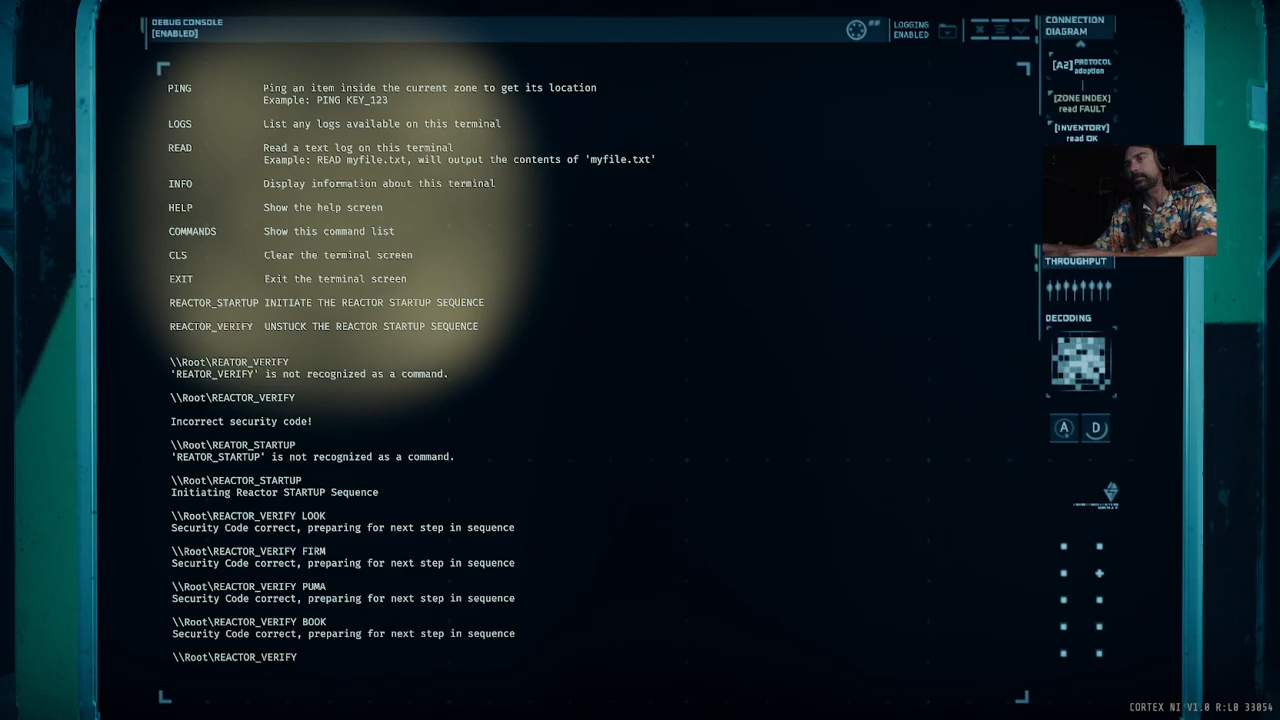 DEBUG CONSOLE
[ENABLED]
LOGGING
ENABLED
CONNECTION
DIAGRAM
PING Ping an item inside the current zone to get its location
Example: PING KEY_123
LOGS List any logs available on this terminal
READ Read a text log on this terminal
Example: READ myfile.txt, will output the contents of 'myfile.txt'
INFO Display information about this terminal
HELP Show the help screen
COMMANDS Show this command list
CLS Clear the terminal screen
EXIT Exit the terminal screen
REACTOR_STARTUP INITIATE THE REACTOR STARTUP SEQUENCE
REACTOR_VERIFY UNSTUCK THE REACTOR STARTUP SEQUENCE
\\Root\REATOR_VERIFY
'REATOR_VERIFY' is not recognized as a command.
\\Root\REACTOR_VERIFY
Incorrect security code!
\\Root\REATOR_STARTUP
'REATOR_STARTUP' is not recognized as a command.
\\Root\REACTOR_STARTUP
Initiating Reactor STARTUP Sequence
\\Root\REACTOR_VERIFY LOOK
Security Code correct, preparing for next step in sequence
\\Root\REACTOR_VERIFY FIRM
Security Code correct, preparing for next step in sequence
\\Root\REACTOR_VERIFY PUMA
Security Code correct, preparing for next step in sequence
\\Root\REACTOR_VERIFY BOOK
Security Code correct, preparing for next step in sequence
\\Root\REACTOR_VERIFY
[A2] PROTOCOL
adoption
[ZONE INDEX]
read FAULT
[INVENTORY]
read OK
THROUGHPUT
DECODING
A D
CORTEX NI V1.0 R:L0 33054